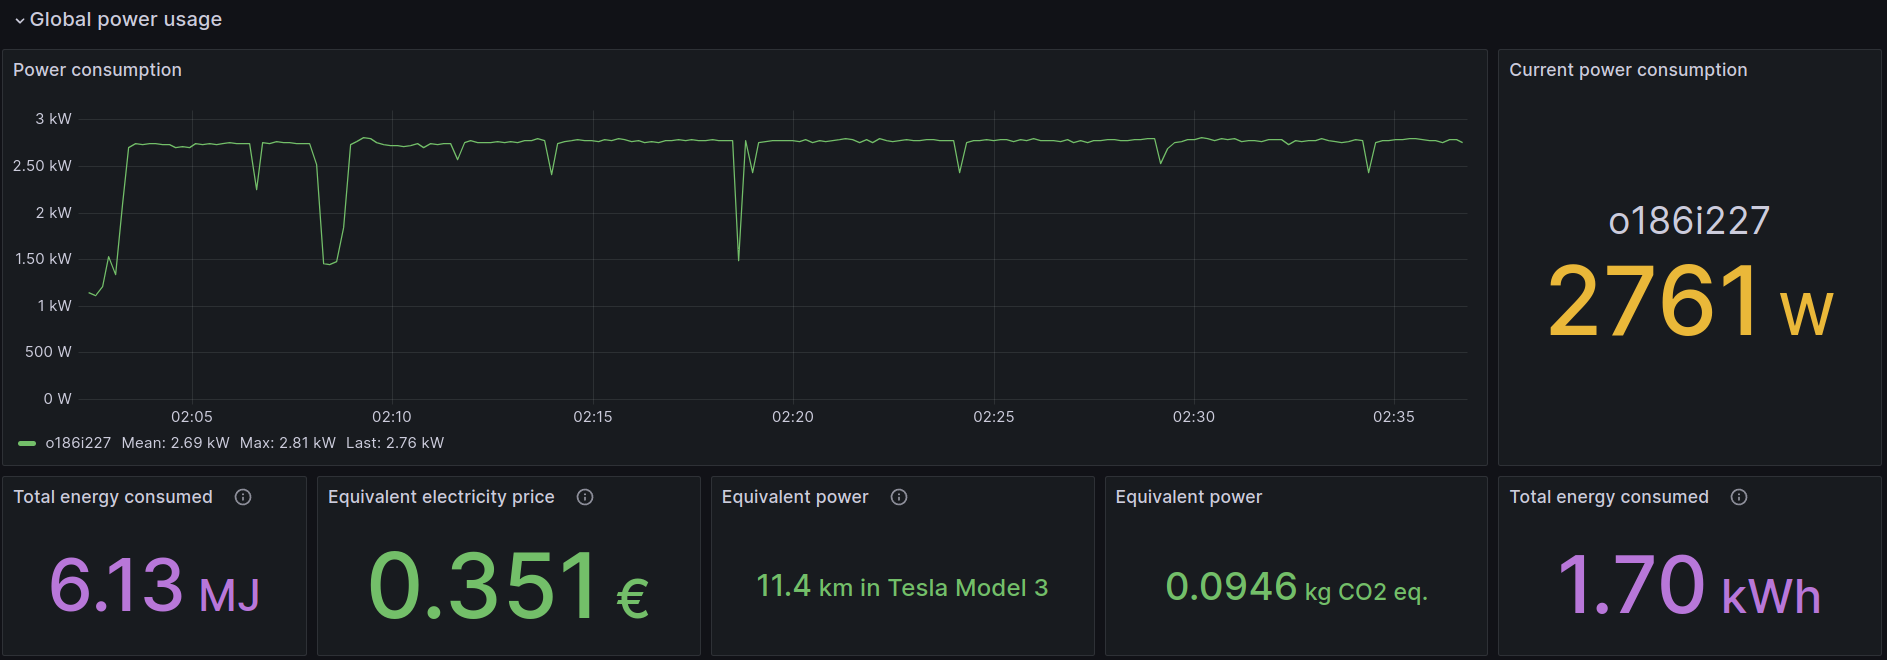 Global power usage
Power consumption
3 kW
2.50 kW
2 kW
1.50 kW
1 kW
500 W
0 W
02:05 02:10 02:15 02:20 02:25 02:30 02:35
o186i227 Mean: 2.69 kW Max: 2.81 kW Last: 2.76 kW
Current power consumption
o186i227
2761 W
Total energy consumed
6.13 MJ
Equivalent electricity price
0.351 €
Equivalent power
11.4 km in Tesla Model 3
Equivalent power
0.0946 kg CO2 eq.
Total energy consumed
1.70 kWh